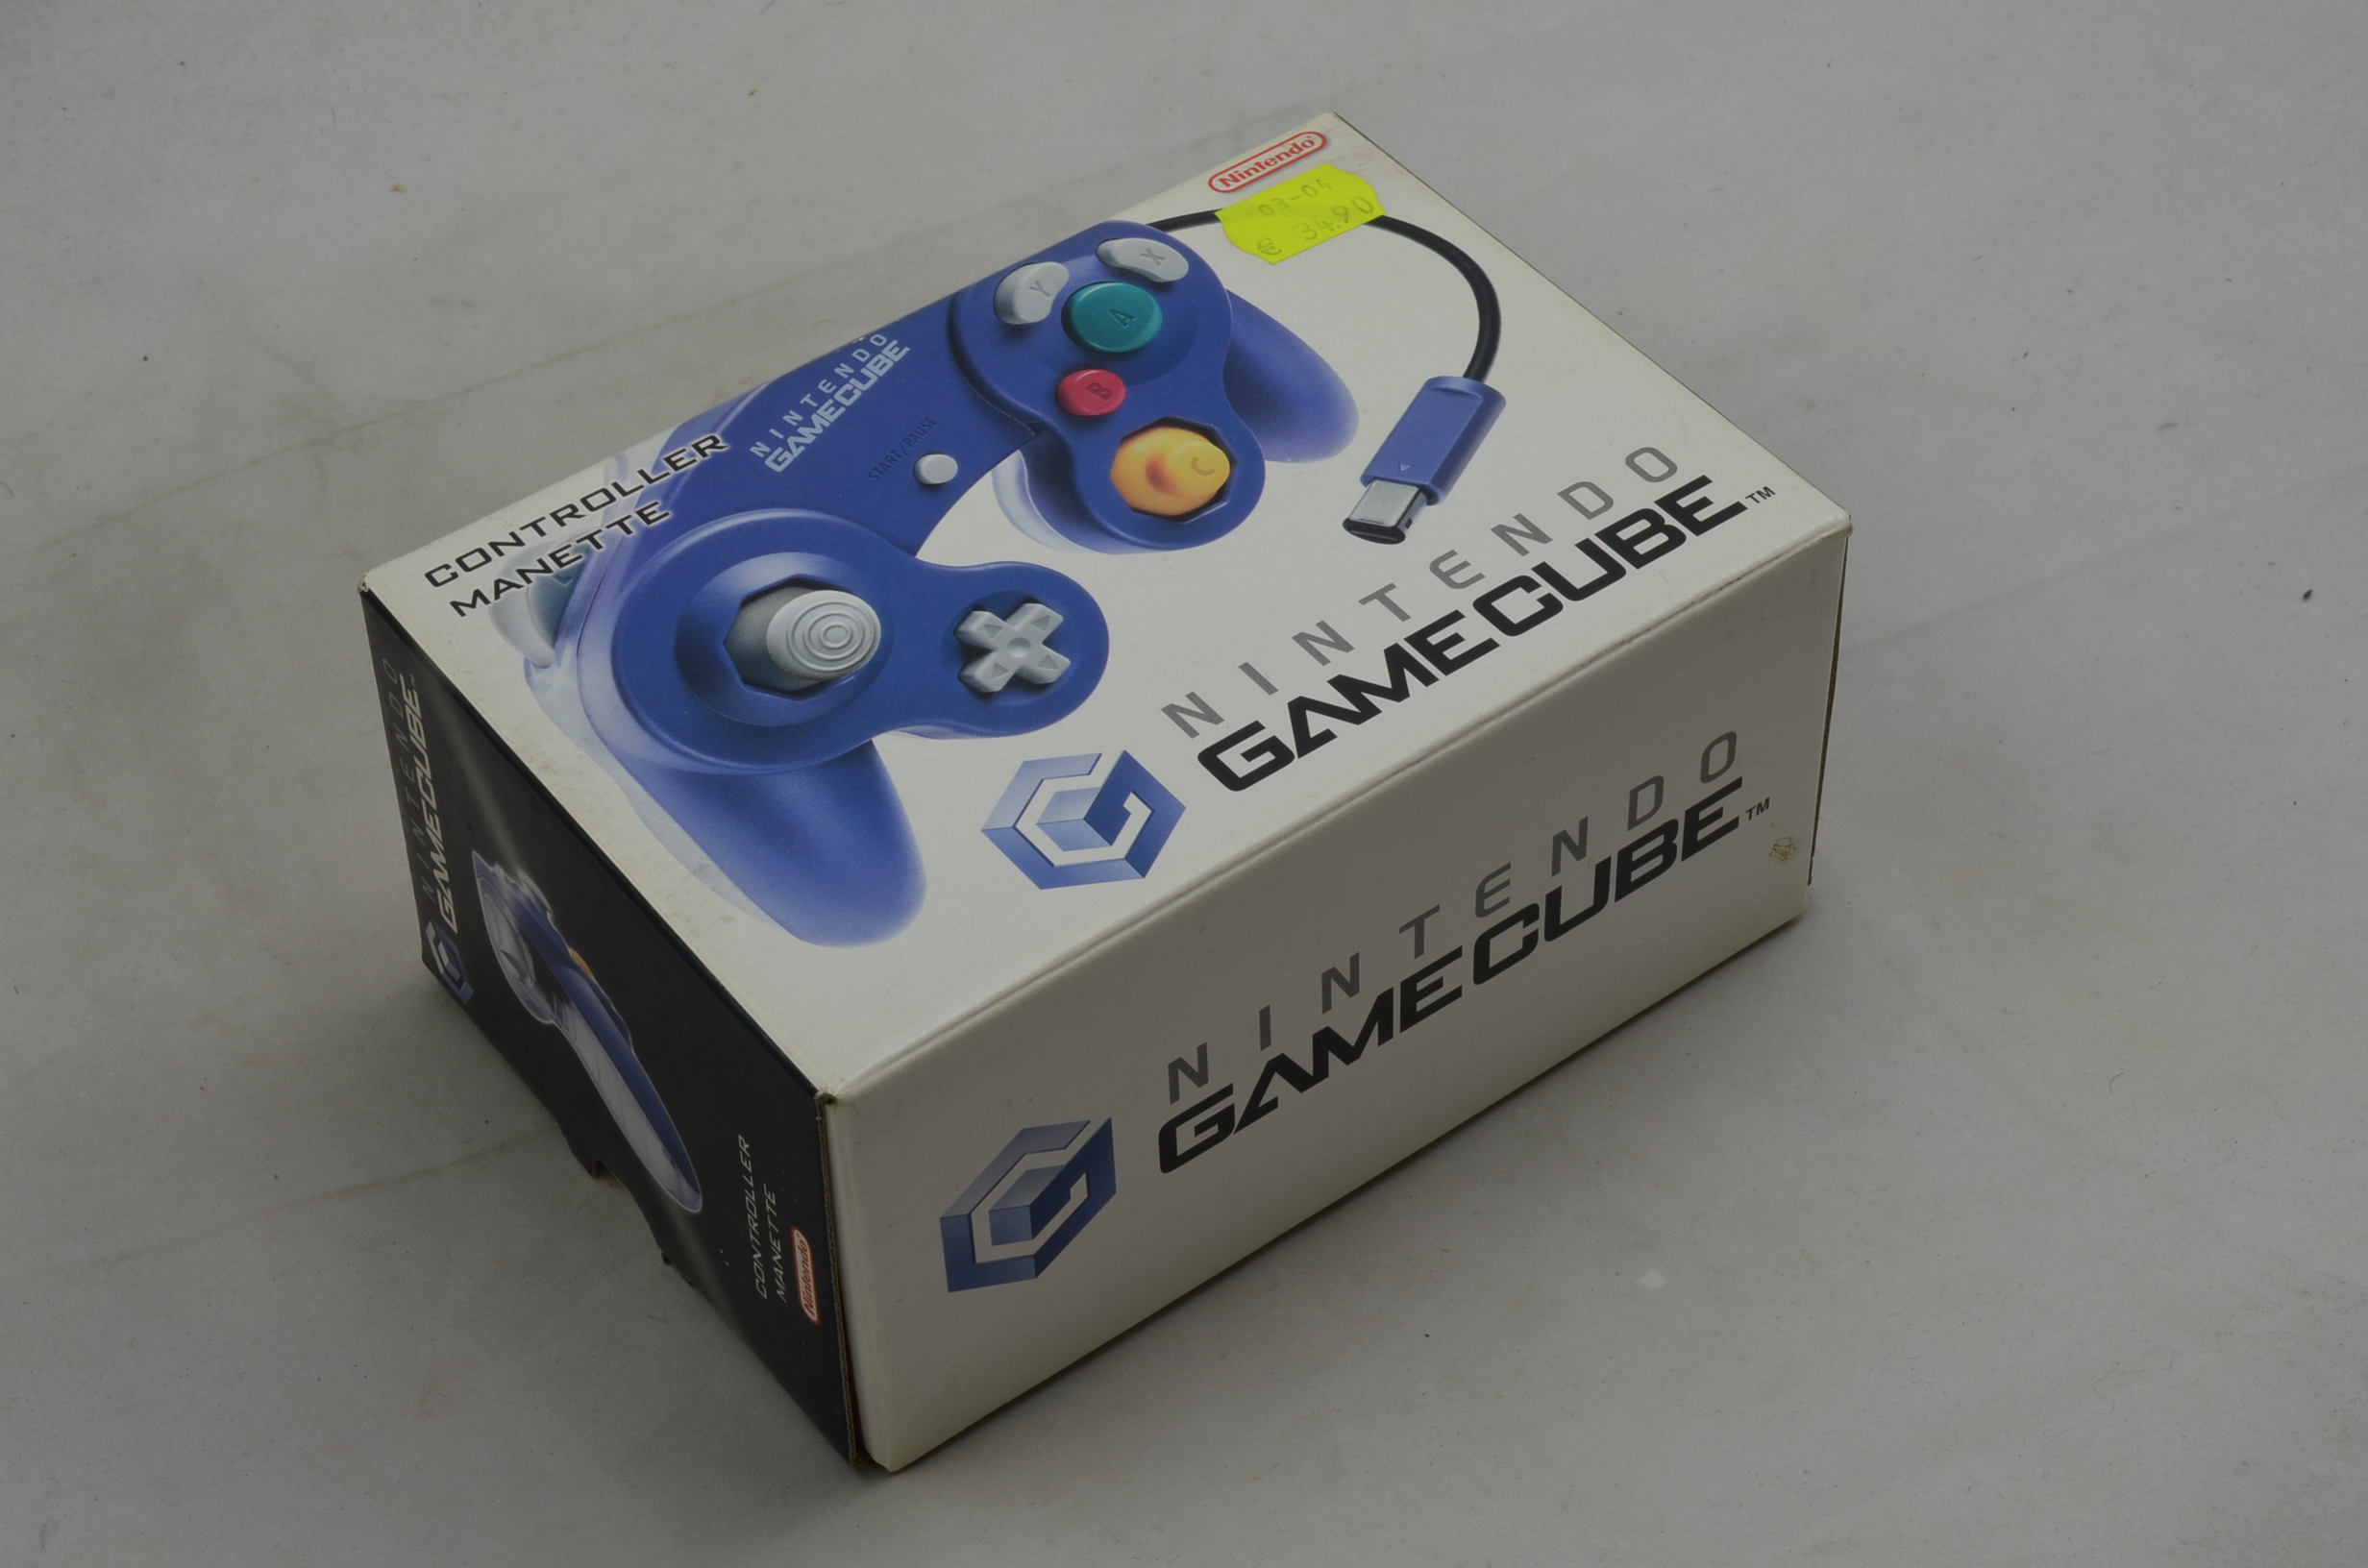 Nintendo
03-04
€ 34.90
X
Y
A
B
C
NINTENDO
GAMECUBE
START/PAUSE
CONTROLLER
MANETTE
NINTENDO
GAMECUBE™
NINTENDO
GAMECUBE™
NINTENDO
GAMECUBE™
CONTROLLER
MANETTE
Nintendo